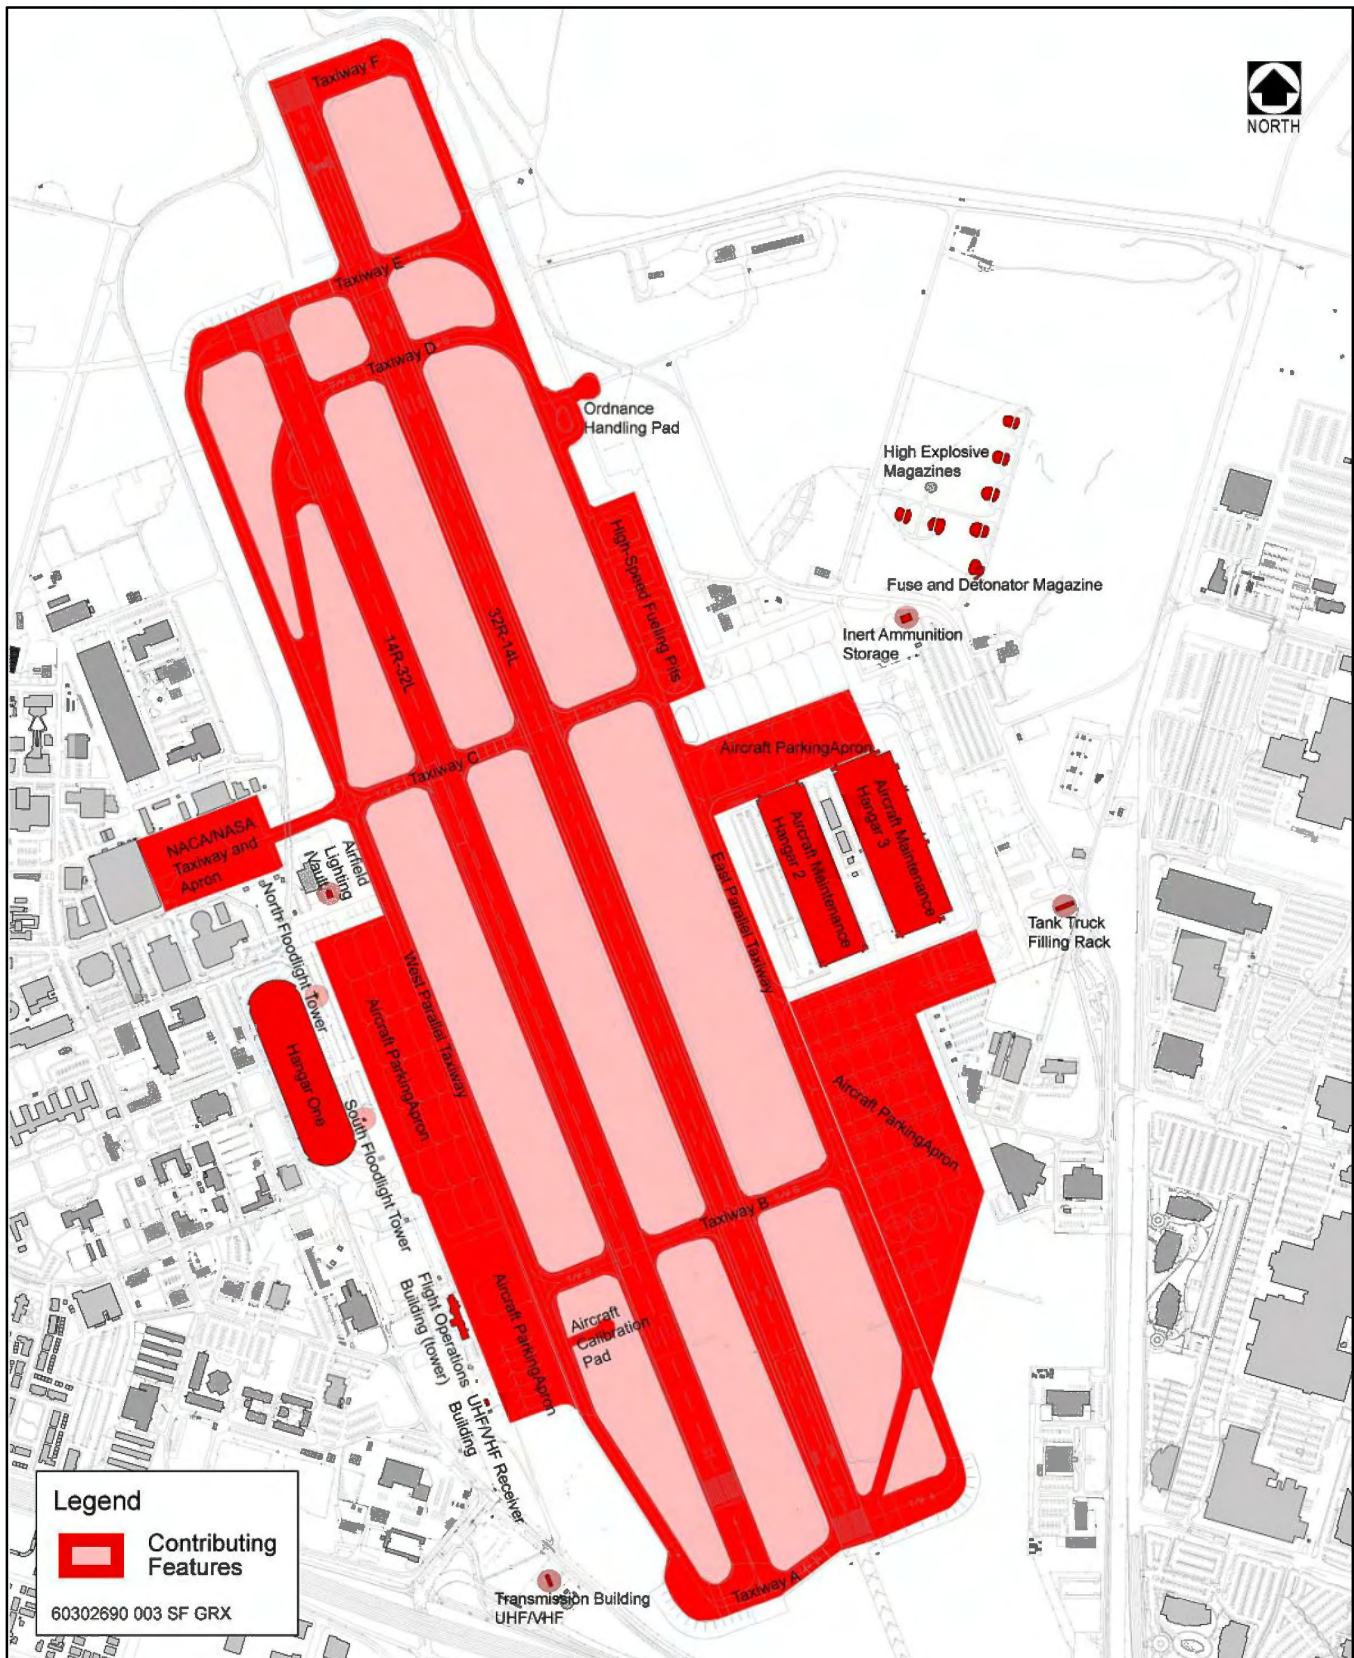 Taxiway F
NORTH
Taxiway E
Taxiway D
Ordnance
Handling Pad
High Explosive
Magazines
High-Speed Fueling Pits
Fuse and Detonator Magazine
Inert Ammunition
Storage
32R-14L
14R-32L
Taxiway C
Aircraft ParkingApron
Aircraft Maintenance
Hangar 3
Aircraft Maintenance
Hangar 2
NACA/NASA
Taxiway and
Apron
Airfield
Lighting
Vault
East Parallel Taxiway
Tank Truck
Filling Rack
North Floodlight Tower
West Parallel Taxiway
Aircraft ParkingApron
Hangar One
South Floodlight Tower
Aircraft ParkingApron
Taxiway B
Flight Operations
Building (tower)
Aircraft ParkingApron
Aircraft
Calibration
Pad
UHF/VHF Receiver
Building
Legend
Contributing
Features
60302690 003 SF GRX
Transmission Building
UHF/VHF
Taxiway A